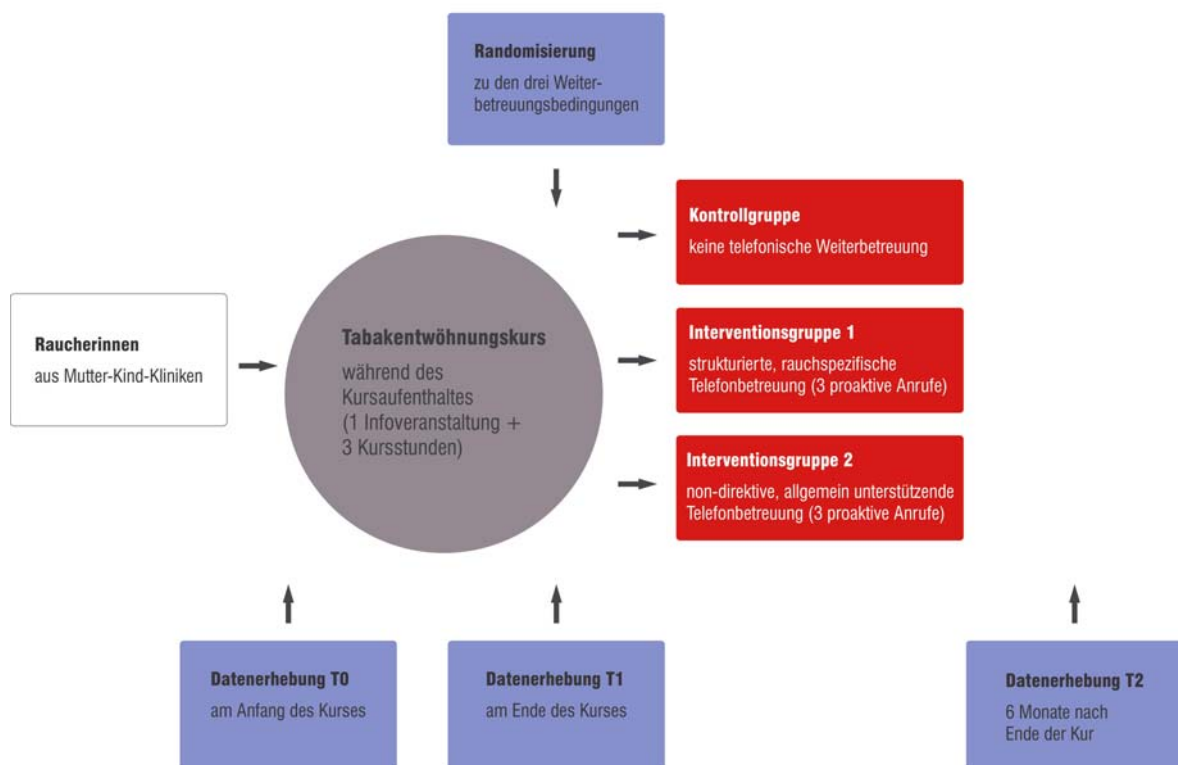 Randomisierung
zu den drei Weiter-
betreuungsbedingungen
Kontrollgruppe
keine telefonische Weiterbetreuung
Raucherinnen
aus Mutter-Kind-Kliniken
Tabakentwöhnungskurs
während des
Kursaufenthaltes
(1 Infoveranstaltung +
3 Kursstunden)
Interventionsgruppe 1
strukturierte, rauchspezifische
Telefonbetreuung (3 proaktive Anrufe)
Interventionsgruppe 2
non-direktive, allgemein unterstützende
Telefonbetreuung (3 proaktive Anrufe)
Datenerhebung T0
am Anfang des Kurses
Datenerhebung T1
am Ende des Kurses
Datenerhebung T2
6 Monate nach
Ende der Kur